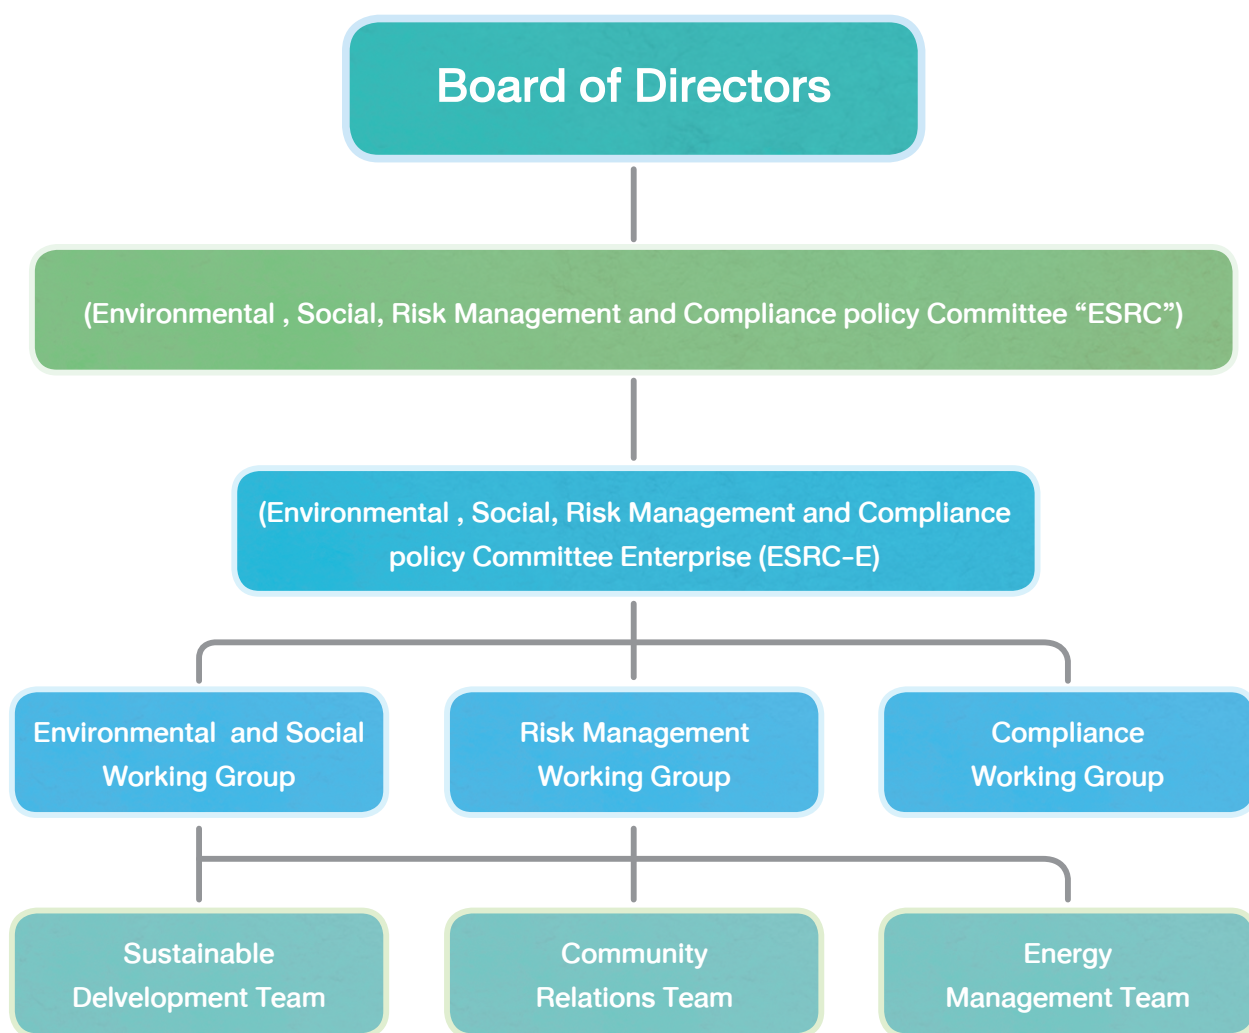 Board of Directors
(Environmental , Social, Risk Management and Compliance policy Committee “ESRC”)
(Environmental , Social, Risk Management and Compliance
policy Committee Enterprise (ESRC-E)
Environmental and Social
Working Group
Risk Management
Working Group
Compliance
Working Group
Sustainable
Delvelopment Team
Community
Relations Team
Energy
Management Team